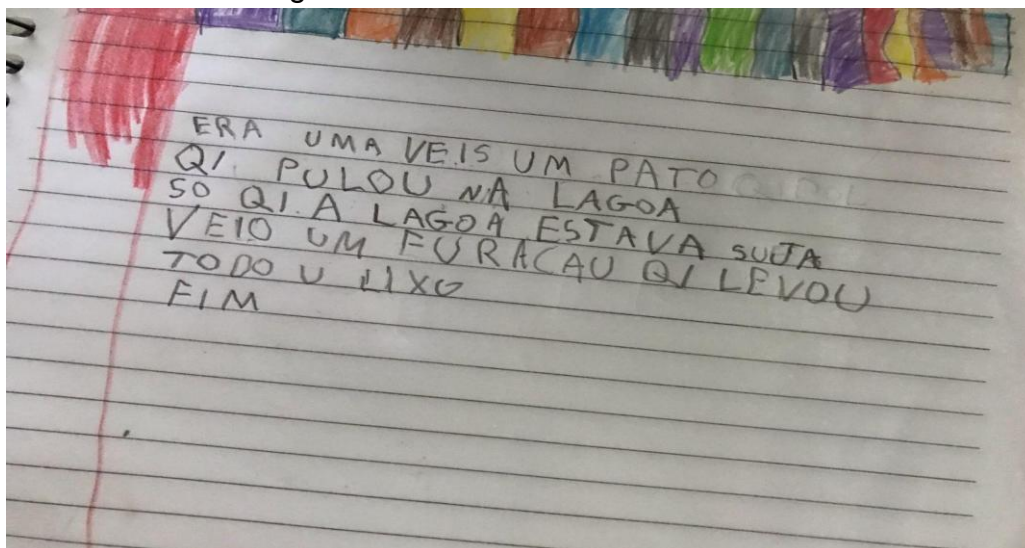 ERA UMA VEIS UM PATO
QI PULOU NA LAGOA
SO QI A LAGOA ESTAVA SUJA
VEIO UM FURACAU QI LEVOU
TODO U LIXO
FIM